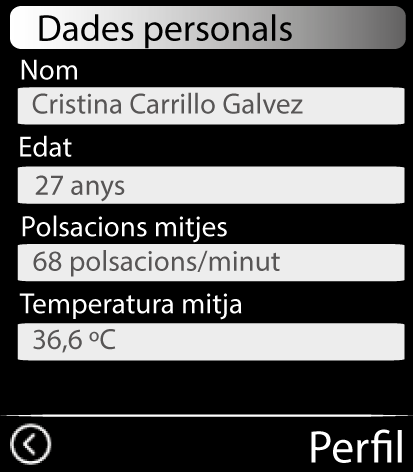 Dades personals
Nom
Cristina Carrillo Galvez
Edat
27 anys
Polsacions mitjes
68 polsacions/minut
Temperatura mitja
36,6 ºC
Perfil